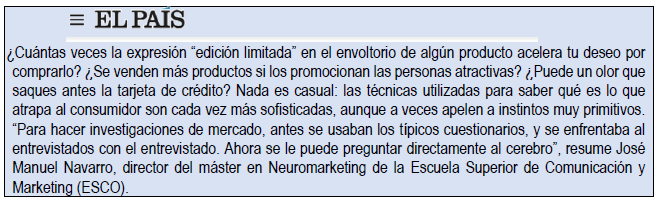 ≡ EL PAÍS
¿Cuántas veces la expresión “edición limitada” en el envoltorio de algún producto acelera tu deseo por
comprarlo? ¿Se venden más productos si los promocionan las personas atractivas? ¿Puede un olor que
saques antes la tarjeta de crédito? Nada es casual: las técnicas utilizadas para saber qué es lo que
atrapa al consumidor son cada vez más sofisticadas, aunque a veces apelen a instintos muy primitivos.
“Para hacer investigaciones de mercado, antes se usaban los típicos cuestionarios, y se enfrentaba al
entrevistados con el entrevistado. Ahora se le puede preguntar directamente al cerebro”, resume José
Manuel Navarro, director del máster en Neuromarketing de la Escuela Superior de Comunicación y
Marketing (ESCO).